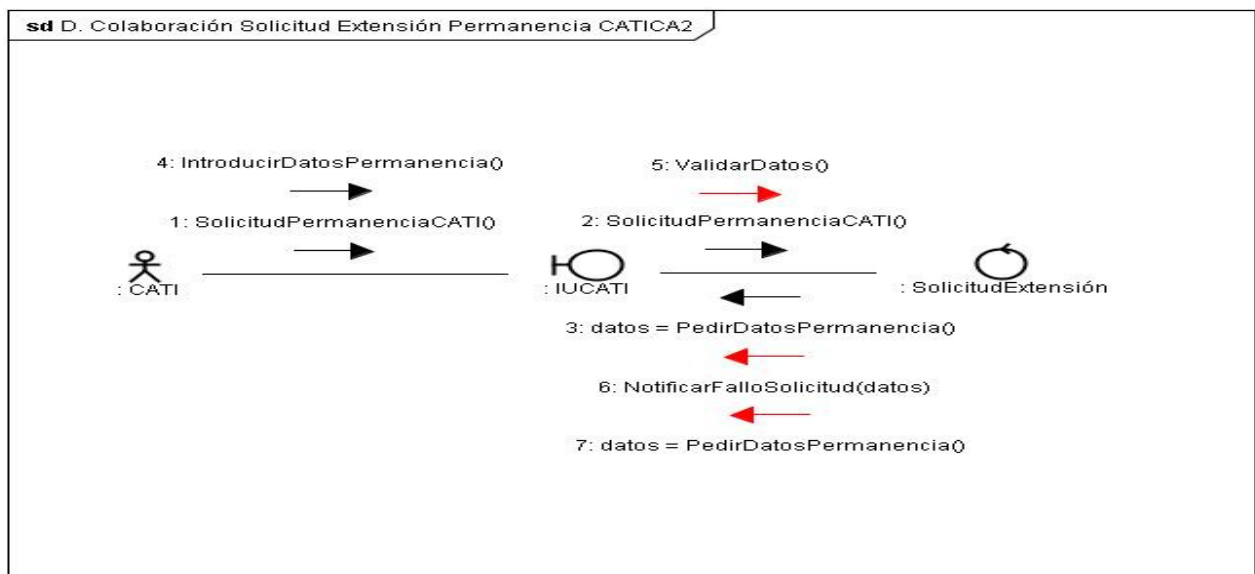 sd D. Colaboración Solicitud Extensión Permanencia CATICA2
4: IntroducirDatosPermanencia()
5: ValidarDatos()
1: SolicitudPermanenciaCATI()
2: SolicitudPermanenciaCATI()
: CATI
: IUCATI
: SolicitudExtensión
3: datos = PedirDatosPermanencia()
6: NotificarFalloSolicitud(datos)
7: datos = PedirDatosPermanencia()